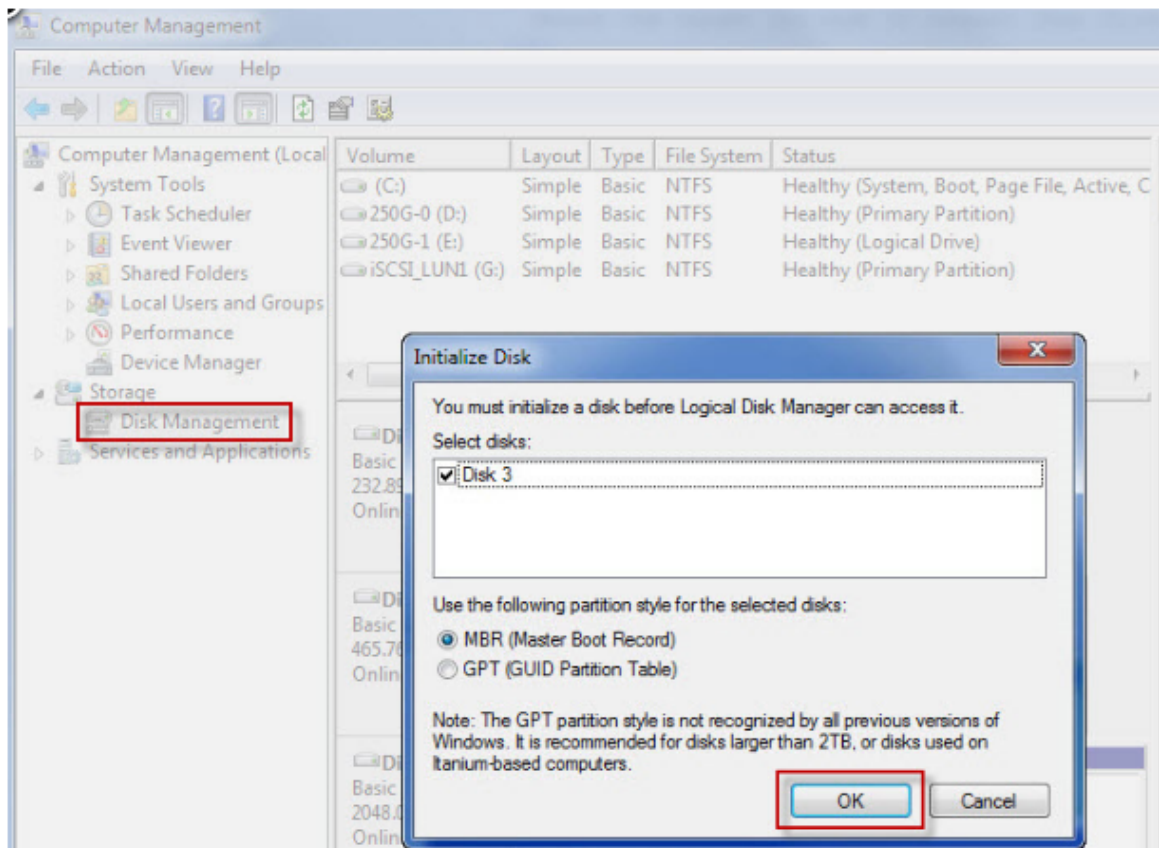 Computer Management
File Action View Help
Computer Management (Local
System Tools
Task Scheduler
Event Viewer
Shared Folders
Local Users and Groups
Performance
Device Manager
Storage
Disk Management
Services and Applications
Volume Layout Type File System Status
(C:) Simple Basic NTFS Healthy (System, Boot, Page File, Active, C
250G-0 (D:) Simple Basic NTFS Healthy (Primary Partition)
250G-1 (E:) Simple Basic NTFS Healthy (Logical Drive)
iSCSI_LUN1 (G:) Simple Basic NTFS Healthy (Primary Partition)
Di
Basic
232.89
Onlin
Di
Basic
465.76
Onlin
Di
Basic
2048.0
Onlin
Initialize Disk
You must initialize a disk before Logical Disk Manager can access it.
Select disks:
Disk 3
Use the following partition style for the selected disks:
MBR (Master Boot Record)
GPT (GUID Partition Table)
Note: The GPT partition style is not recognized by all previous versions of
Windows. It is recommended for disks larger than 2TB, or disks used on
Itanium-based computers.
OK Cancel